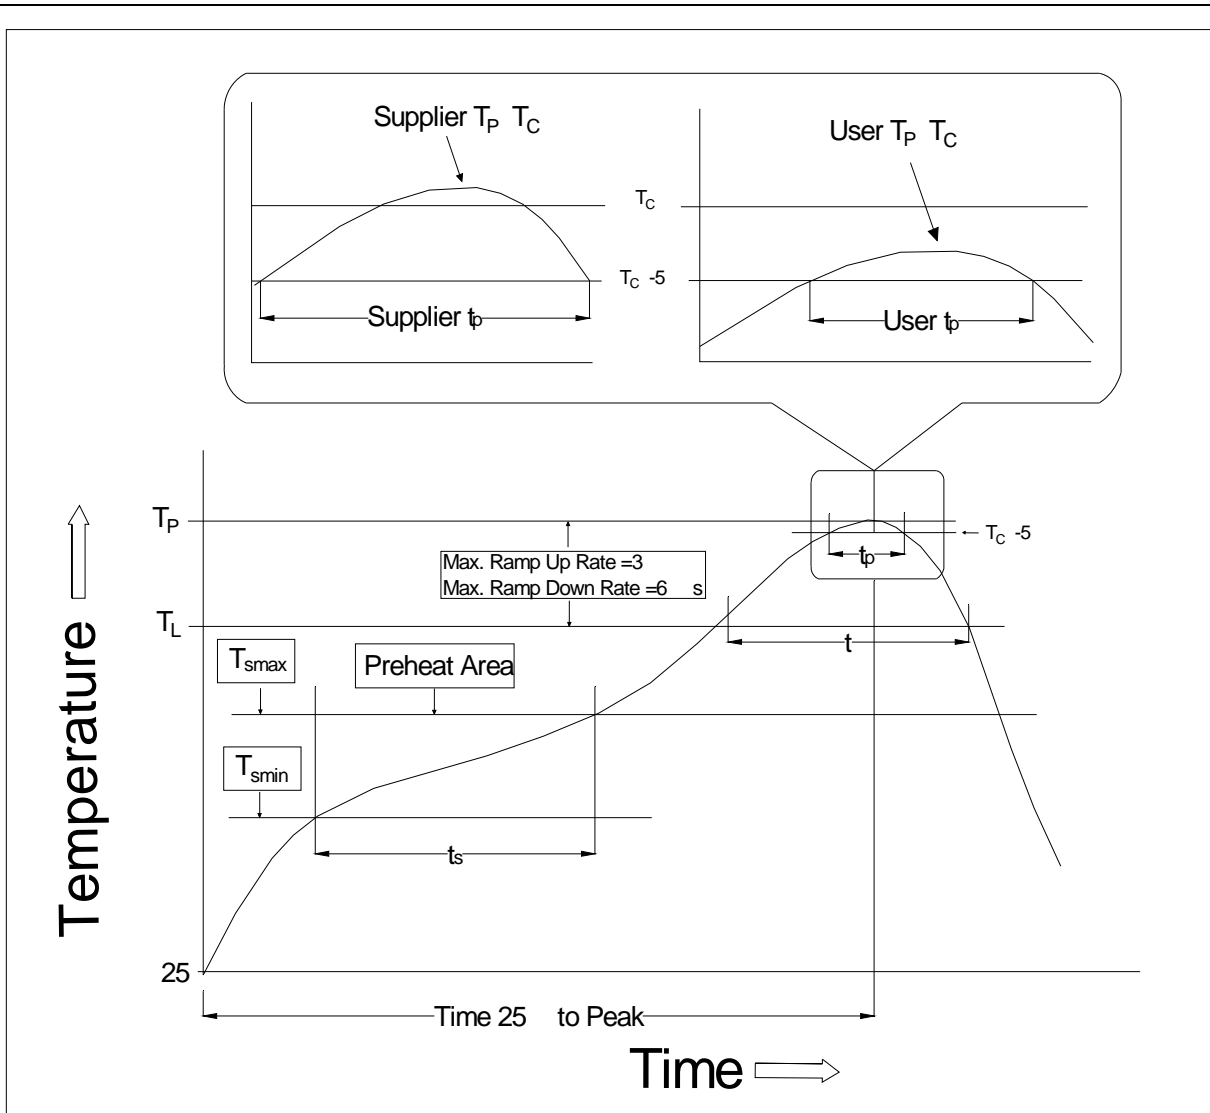 Supplier TP TC
User TP TC
TC
TC -5
Supplier tp
User tp
TP
TC -5
Max. Ramp Up Rate =3
Max. Ramp Down Rate =6 s
tp
TL
t
Tsmax
Preheat Area
Tsmin
ts
Temperature
25
Time 25 to Peak
Time